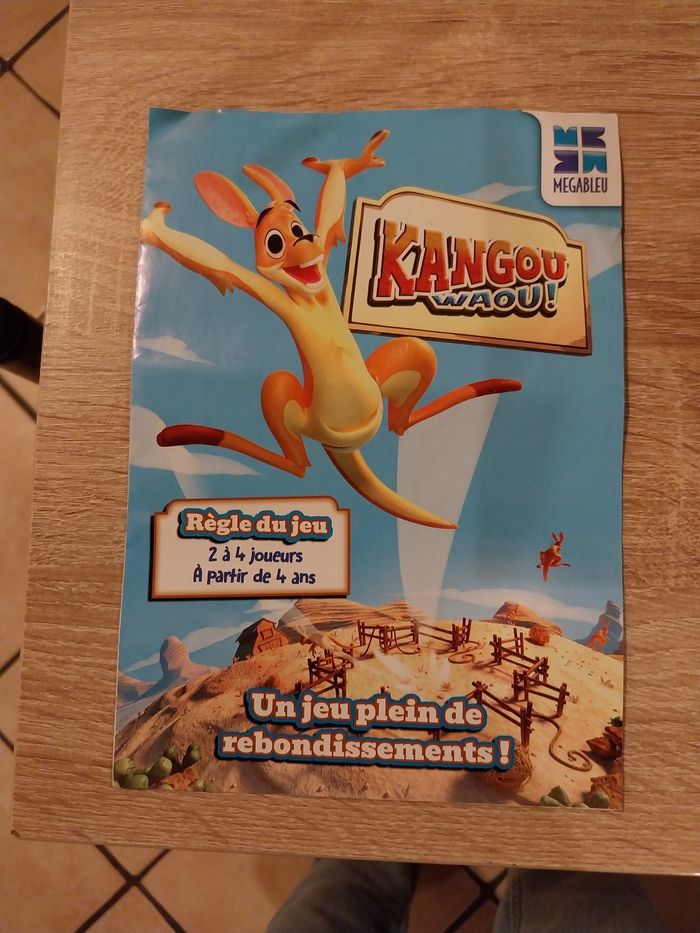 MEGABLEU
KANGOU
WAOU!
Règle du jeu
2 à 4 joueurs
À partir de 4 ans
Un jeu plein de
rebondissements !